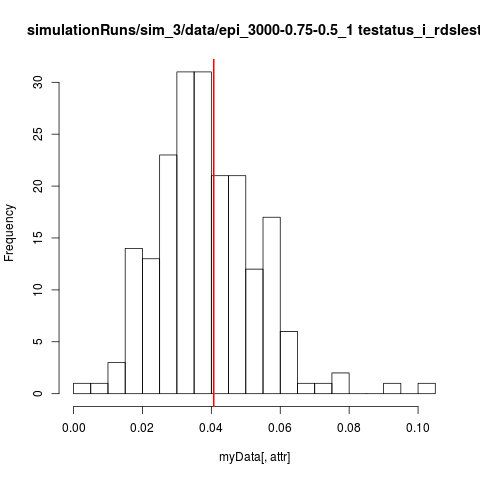 simulationRuns/sim_3/data/epi_3000-0.75-0.5_1 testatus_i_rdslest
Frequency
30
25
20
15
10
5
0
0.00 0.02 0.04 0.06 0.08 0.10
myData[, attr]